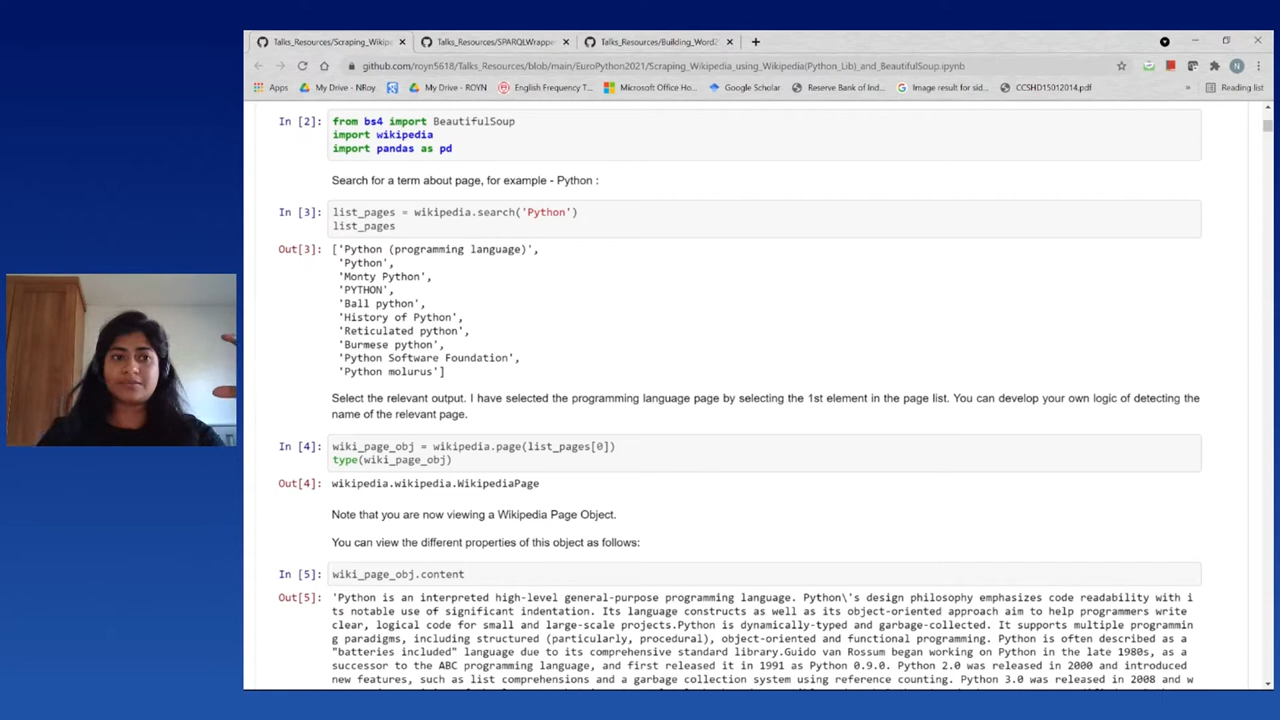 Talks_Resources/Scraping_Wikip
Talks_Resources/SPARQLWrappe
Talks_Resources/Building_Word2
github.com/royn5618/Talks_Resources/blob/main/EuroPython2021/Scraping_Wikipedia_using_Wikipedia(Python_Lib)_and_BeautifulSoup.ipynb
N
Apps
My Drive - NRoy
My Drive - ROYN
English Frequency T...
Microsoft Office Ho...
Google Scholar
Reserve Bank of Ind...
Image result for sid...
CCSHD15012014.pdf
»
Reading list
In [2]: from bs4 import BeautifulSoup
import wikipedia
import pandas as pd
Search for a term about page, for example - Python :
In [3]: list_pages = wikipedia.search('Python')
list_pages
Out[3]: ['Python (programming language)',
'Python',
'Monty Python',
'PYTHON',
'Ball python',
'History of Python',
'Reticulated python',
'Burmese python',
'Python Software Foundation',
'Python molurus']
Select the relevant output. I have selected the programming language page by selecting the 1st element in the page list. You can develop your own logic of detecting the
name of the relevant page.
In [4]: wiki_page_obj = wikipedia.page(list_pages[0])
type(wiki_page_obj)
Out[4]: wikipedia.wikipedia.WikipediaPage
Note that you are now viewing a Wikipedia Page Object.
You can view the different properties of this object as follows:
In [5]: wiki_page_obj.content
Out[5]: 'Python is an interpreted high-level general-purpose programming language. Python\'s design philosophy emphasizes code readability with i
ts notable use of significant indentation. Its language constructs as well as its object-oriented approach aim to help programmers write
clear, logical code for small and large-scale projects.Python is dynamically-typed and garbage-collected. It supports multiple programmin
g paradigms, including structured (particularly, procedural), object-oriented and functional programming. Python is often described as a
"batteries included" language due to its comprehensive standard library.Guido van Rossum began working on Python in the late 1980s, as a
successor to the ABC programming language, and first released it in 1991 as Python 0.9.0. Python 2.0 was released in 2000 and introduced
new features, such as list comprehensions and a garbage collection system using reference counting. Python 3.0 was released in 2008 and w